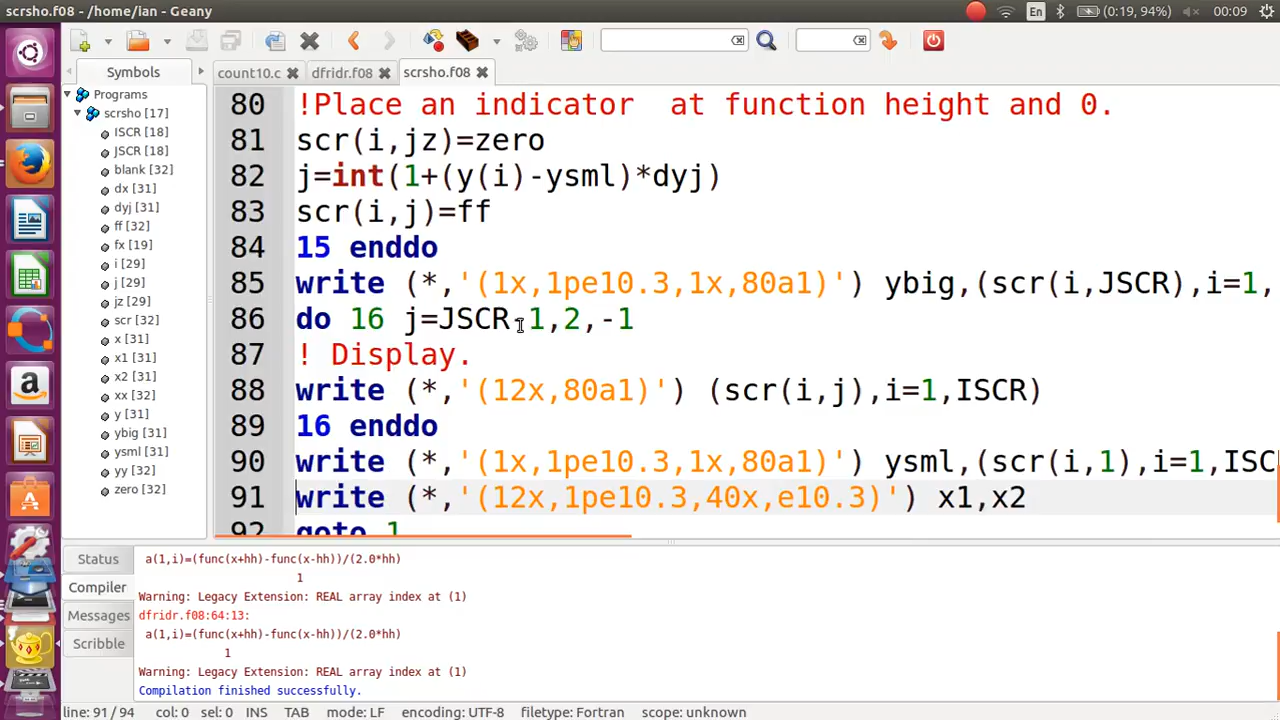 scrsho.f08 - /home/ian - Geany
En
(0:19, 94%)
00:09
Symbols
count10.c
dfridr.f08
scrsho.f08
Programs
scrsho [17]
ISCR [18]
JSCR [18]
blank [32]
dx [31]
dyj [31]
ff [32]
fx [19]
i [29]
j [29]
jz [29]
scr [32]
x [31]
x1 [31]
x2 [31]
xx [32]
y [31]
ybig [31]
ysml [31]
yy [32]
zero [32]
80 !Place an indicator  at function height and 0.
81 scr(i,jz)=zero
82 j=int(1+(y(i)-ysml)*dyj)
83 scr(i,j)=ff
84 15 enddo
85 write (*,'(1x,1pe10.3,1x,80a1)') ybig,(scr(i,JSCR),i=1,
86 do 16 j=JSCR-1,2,-1
87 ! Display.
88 write (*,'(12x,80a1)') (scr(i,j),i=1,ISCR)
89 16 enddo
90 write (*,'(1x,1pe10.3,1x,80a1)') ysml,(scr(i,1),i=1,ISC
91 write (*,'(12x,1pe10.3,40x,e10.3)') x1,x2
92 goto 1
Status
Compiler
Messages
Scribble
a(1,i)=(func(x+hh)-func(x-hh))/(2.0*hh)
1
Warning: Legacy Extension: REAL array index at (1)
dfridr.f08:64:13:
a(1,i)=(func(x+hh)-func(x-hh))/(2.0*hh)
1
Warning: Legacy Extension: REAL array index at (1)
Compilation finished successfully.
line: 91 / 94
col: 0
sel: 0
INS
TAB
mode: LF
encoding: UTF-8
filetype: Fortran
scope: unknown